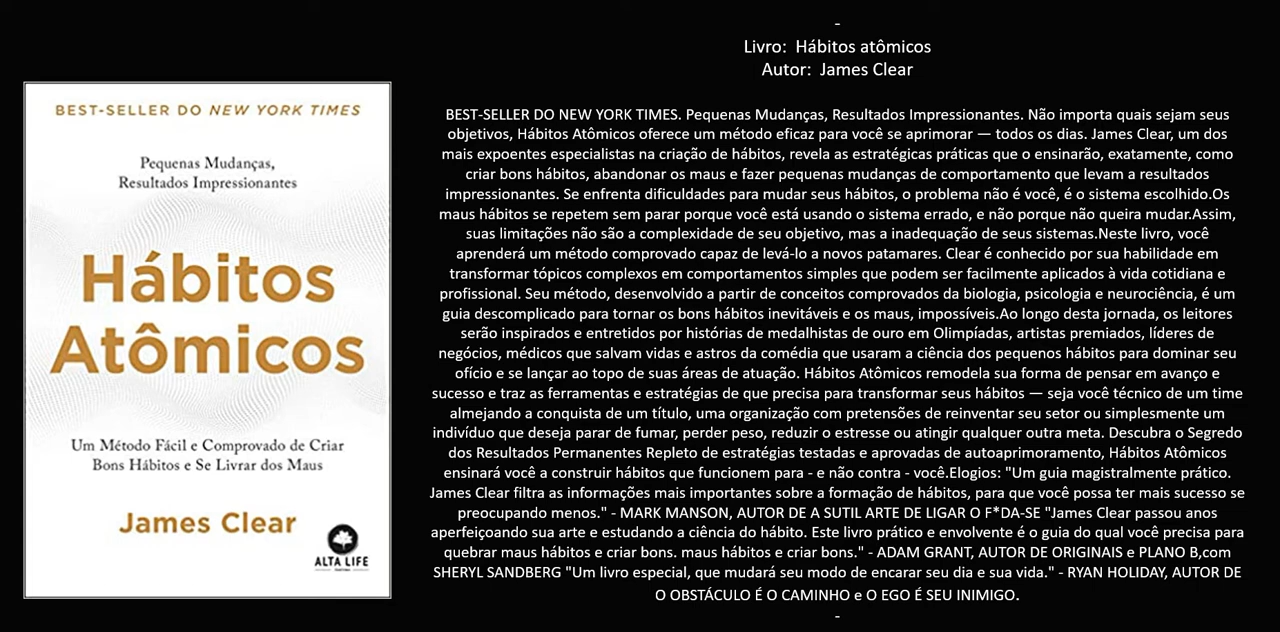 BEST-SELLER DO NEW YORK TIMES
Pequenas Mudanças,
Resultados Impressionantes
Hábitos
Atômicos
Um Método Fácil e Comprovado de Criar
Bons Hábitos e Se Livrar dos Maus
James Clear
ALTA LIFE
-
Livro:  Hábitos atômicos
Autor:  James Clear
BEST-SELLER DO NEW YORK TIMES. Pequenas Mudanças, Resultados Impressionantes. Não importa quais sejam seus
objetivos, Hábitos Atômicos oferece um método eficaz para você se aprimorar — todos os dias. James Clear, um dos
mais expoentes especialistas na criação de hábitos, revela as estratégicas práticas que o ensinarão, exatamente, como
criar bons hábitos, abandonar os maus e fazer pequenas mudanças de comportamento que levam a resultados
impressionantes. Se enfrenta dificuldades para mudar seus hábitos, o problema não é você, é o sistema escolhido.Os
maus hábitos se repetem sem parar porque você está usando o sistema errado, e não porque não queira mudar.Assim,
suas limitações não são a complexidade de seu objetivo, mas a inadequação de seus sistemas.Neste livro, você
aprenderá um método comprovado capaz de levá-lo a novos patamares. Clear é conhecido por sua habilidade em
transformar tópicos complexos em comportamentos simples que podem ser facilmente aplicados à vida cotidiana e
profissional. Seu método, desenvolvido a partir de conceitos comprovados da biologia, psicologia e neurociência, é um
guia descomplicado para tornar os bons hábitos inevitáveis e os maus, impossíveis.Ao longo desta jornada, os leitores
serão inspirados e entretidos por histórias de medalhistas de ouro em Olimpíadas, artistas premiados, líderes de
negócios, médicos que salvam vidas e astros da comédia que usaram a ciência dos pequenos hábitos para dominar seu
ofício e se lançar ao topo de suas áreas de atuação. Hábitos Atômicos remodela sua forma de pensar em avanço e
sucesso e traz as ferramentas e estratégias de que precisa para transformar seus hábitos — seja você técnico de um time
almejando a conquista de um título, uma organização com pretensões de reinventar seu setor ou simplesmente um
indivíduo que deseja parar de fumar, perder peso, reduzir o estresse ou atingir qualquer outra meta. Descubra o Segredo
dos Resultados Permanentes Repleto de estratégias testadas e aprovadas de autoaprimoramento, Hábitos Atômicos
ensinará você a construir hábitos que funcionem para - e não contra - você.Elogios: "Um guia magistralmente prático.
James Clear filtra as informações mais importantes sobre a formação de hábitos, para que você possa ter mais sucesso se
preocupando menos." - MARK MANSON, AUTOR DE A SUTIL ARTE DE LIGAR O F*DA-SE "James Clear passou anos
aperfeiçoando sua arte e estudando a ciência do hábito. Este livro prático e envolvente é o guia do qual você precisa para
quebrar maus hábitos e criar bons. maus hábitos e criar bons." - ADAM GRANT, AUTOR DE ORIGINAIS e PLANO B,com
SHERYL SANDBERG "Um livro especial, que mudará seu modo de encarar seu dia e sua vida." - RYAN HOLIDAY, AUTOR DE
O OBSTÁCULO É O CAMINHO e O EGO É SEU INIMIGO.
-